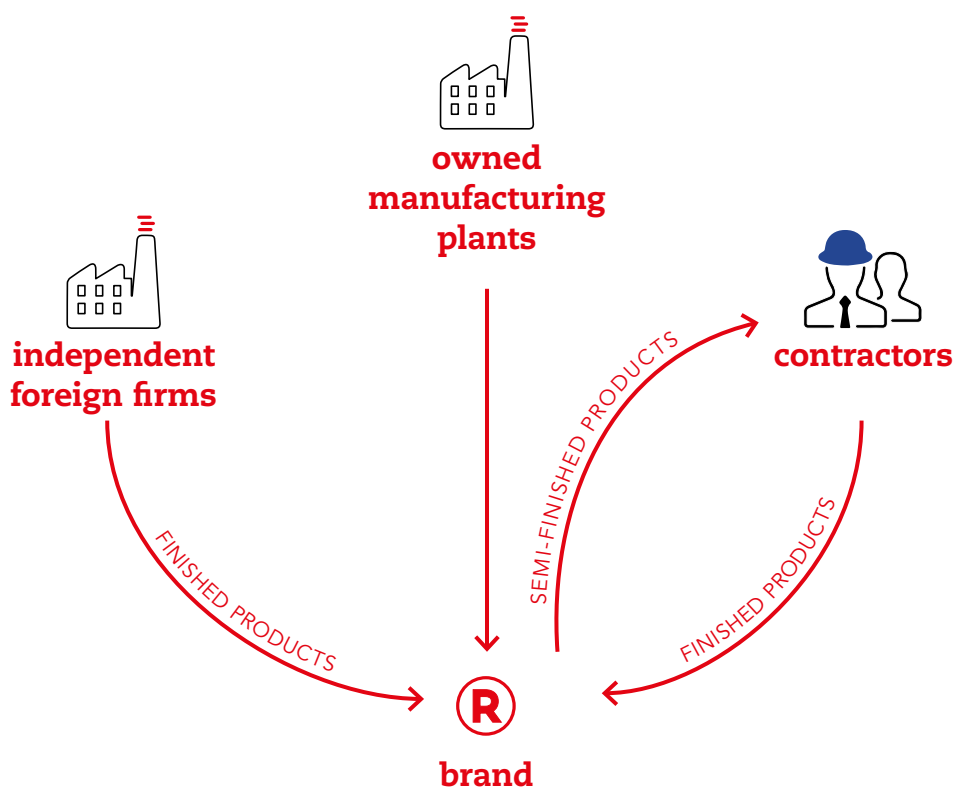 owned
manufacturing
plants
independent
foreign firms
contractors
SEMI-FINISHED PRODUCTS
FINISHED PRODUCTS
FINISHED PRODUCTS
R
brand